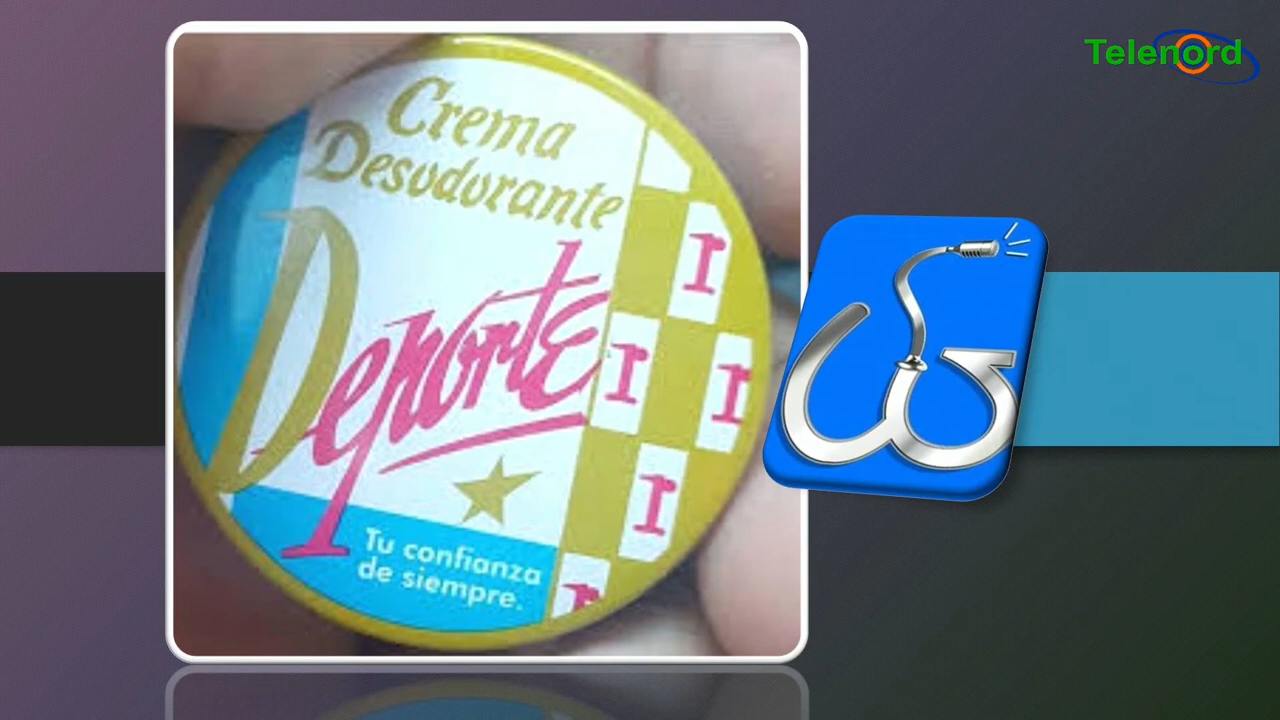 Telenord
Crema
Desodorante
Deporte
Tu confianza
de siempre.